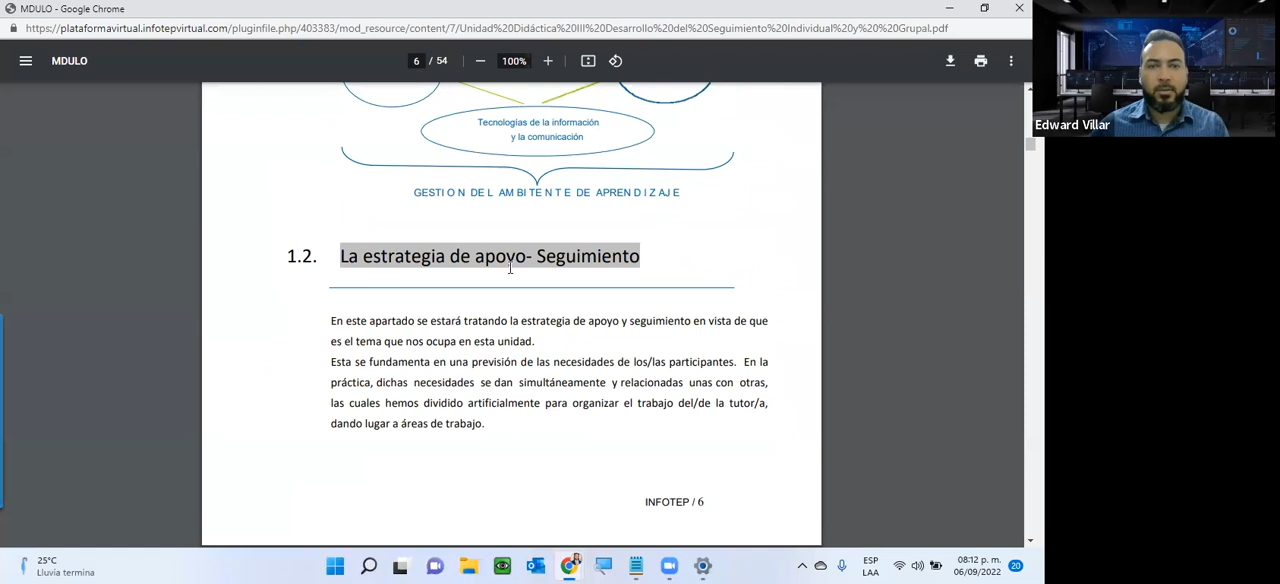 MDULO - Google Chrome
https://plataformavirtual.infotepvirtual.com/pluginfile.php/403383/mod_resource/content/7/Unidad%20Didáctica%20III%20Desarrollo%20del%20Seguimiento%20Individual%20y%20%20Grupal.pdf
MDULO
6 / 54
100%
Edward Villar
Tecnologías de la información
y la comunicación
GESTI O N DE L AM BI TE N T E DE APREN D I Z AJ E
1.2. La estrategia de apoyo- Seguimiento
En este apartado se estará tratando la estrategia de apoyo y seguimiento en vista de que
es el tema que nos ocupa en esta unidad.
Esta se fundamenta en una previsión de las necesidades de los/las participantes. En la
práctica, dichas necesidades se dan simultáneamente y relacionadas unas con otras,
las cuales hemos dividido artificialmente para organizar el trabajo del/de la tutor/a,
dando lugar a áreas de trabajo.
INFOTEP / 6
25°C
Lluvia termina
ESP
LAA
08:12 p. m.
06/09/2022
20